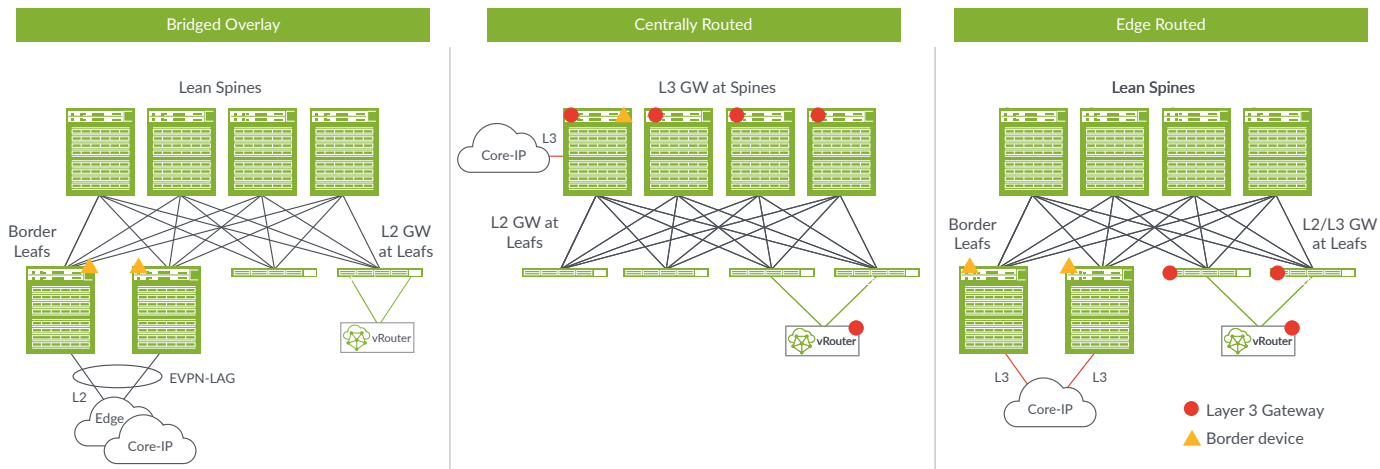 Bridged Overlay
Lean Spines
Border
Leafs
L2 GW
at Leafs
vRouter
EVPN-LAG
L2
Edge
Core-IP
Centrally Routed
L3 GW at Spines
L3
Core-IP
L2 GW at
Leafs
vRouter
Edge Routed
Lean Spines
Border
Leafs
L2/L3 GW
at Leafs
vRouter
L3
L3
Core-IP
Layer 3 Gateway
Border device